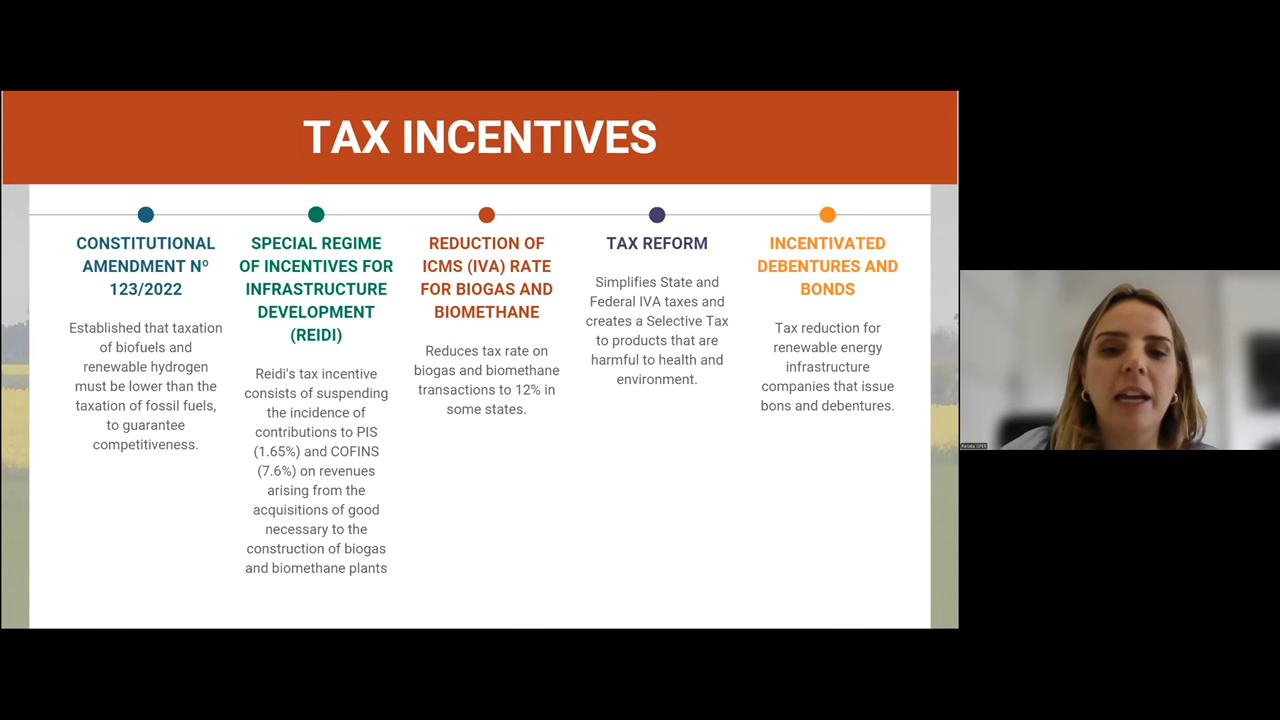 TAX INCENTIVES
CONSTITUTIONAL
AMENDMENT Nº
123/2022
Established that taxation
of biofuels and
renewable hydrogen
must be lower than the
taxation of fossil fuels,
to guarantee
competitiveness.
SPECIAL REGIME
OF INCENTIVES FOR
INFRASTRUCTURE
DEVELOPMENT
(REIDI)
Reidi's tax incentive
consists of suspending
the incidence of
contributions to PIS
(1.65%) and COFINS
(7.6%) on revenues
arising from the
acquisitions of good
necessary to the
construction of biogas
and biomethane plants
REDUCTION OF
ICMS (IVA) RATE
FOR BIOGAS AND
BIOMETHANE
Reduces tax rate on
biogas and biomethane
transactions to 12% in
some states.
TAX REFORM
Simplifies State and
Federal IVA taxes and
creates a Selective Tax
to products that are
harmful to health and
environment.
INCENTIVATED
DEBENTURES AND
BONDS
Tax reduction for
renewable energy
infrastructure
companies that issue
bons and debentures.